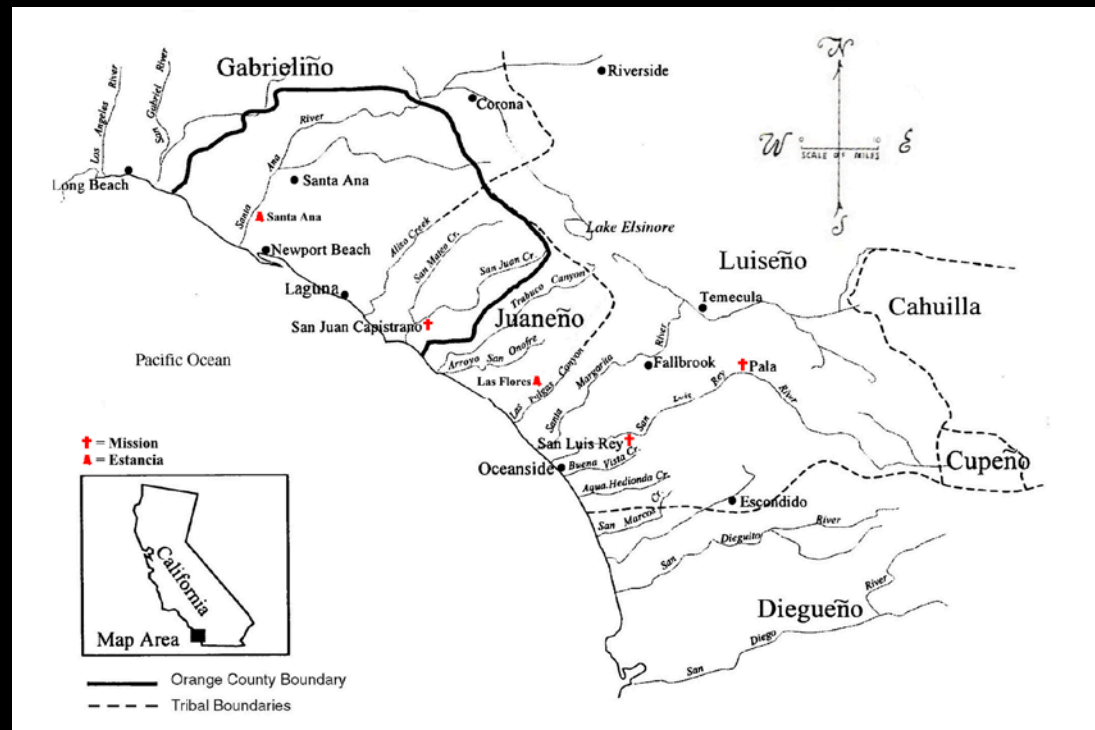 N
W
E
S
SCALE OF MILES
Gabrieliño
Riverside
Corona
Los Angeles River
San Gabriel River
Santa Ana River
Long Beach
Santa Ana
Santa Ana
Newport Beach
Aliso Creek
San Mateo Cr.
San Juan Cr.
Lake Elsinore
Laguna
San Juan Capistrano
Trabuco Canyon
Juaneño
Luiseño
Temecula
Cahuilla
Arroyo San Onofre
Pacific Ocean
Las Flores
Las Pulgas Canyon
Santa Margarita River
Fallbrook
Pala
San Luis Rey River
San Luis Rey
Oceanside
Buena Vista Cr.
Cupeño
Agua Hedionda Cr.
San Marcos Cr.
Escondido
San Dieguito River
Diegueño
River
San Diego
= Mission
= Estancia
California
Map Area
Orange County Boundary
Tribal Boundaries